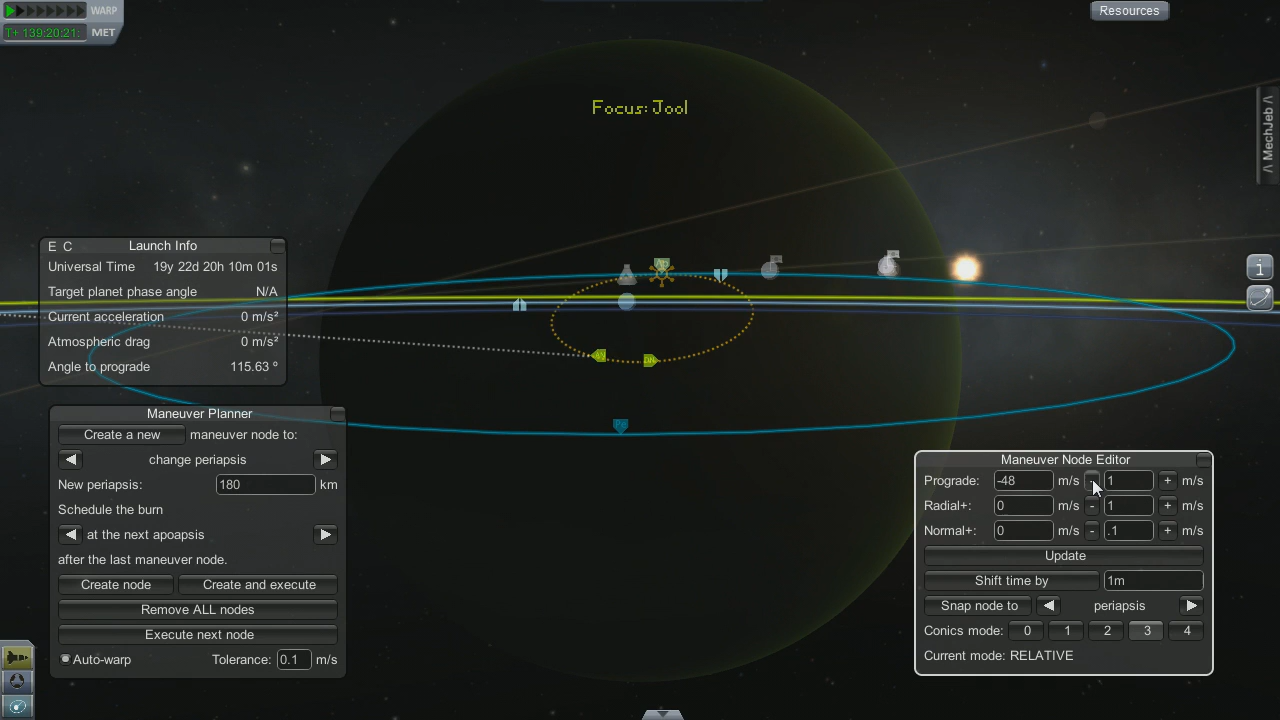 WARP
T+ 139:20:21:
MET
Resources
Focus: Jool
/\ MechJeb /\
E C Launch Info
Universal Time 19y 22d 20h 10m 01s
Target planet phase angle N/A
Current acceleration 0 m/s²
Atmospheric drag 0 m/s²
Angle to prograde 115.63 º
Ap
AN
DN
Pe
Maneuver Planner
Create a new maneuver node to:
change periapsis
New periapsis: 180 km
Schedule the burn
at the next apoapsis
after the last maneuver node.
Create node Create and execute
Remove ALL nodes
Execute next node
Auto-warp Tolerance: 0.1 m/s
Maneuver Node Editor
Prograde: -48 m/s - 1 + m/s
Radial+: 0 m/s - 1 + m/s
Normal+: 0 m/s - .1 + m/s
Update
Shift time by 1m
Snap node to periapsis
Conics mode: 0 1 2 3 4
Current mode: RELATIVE